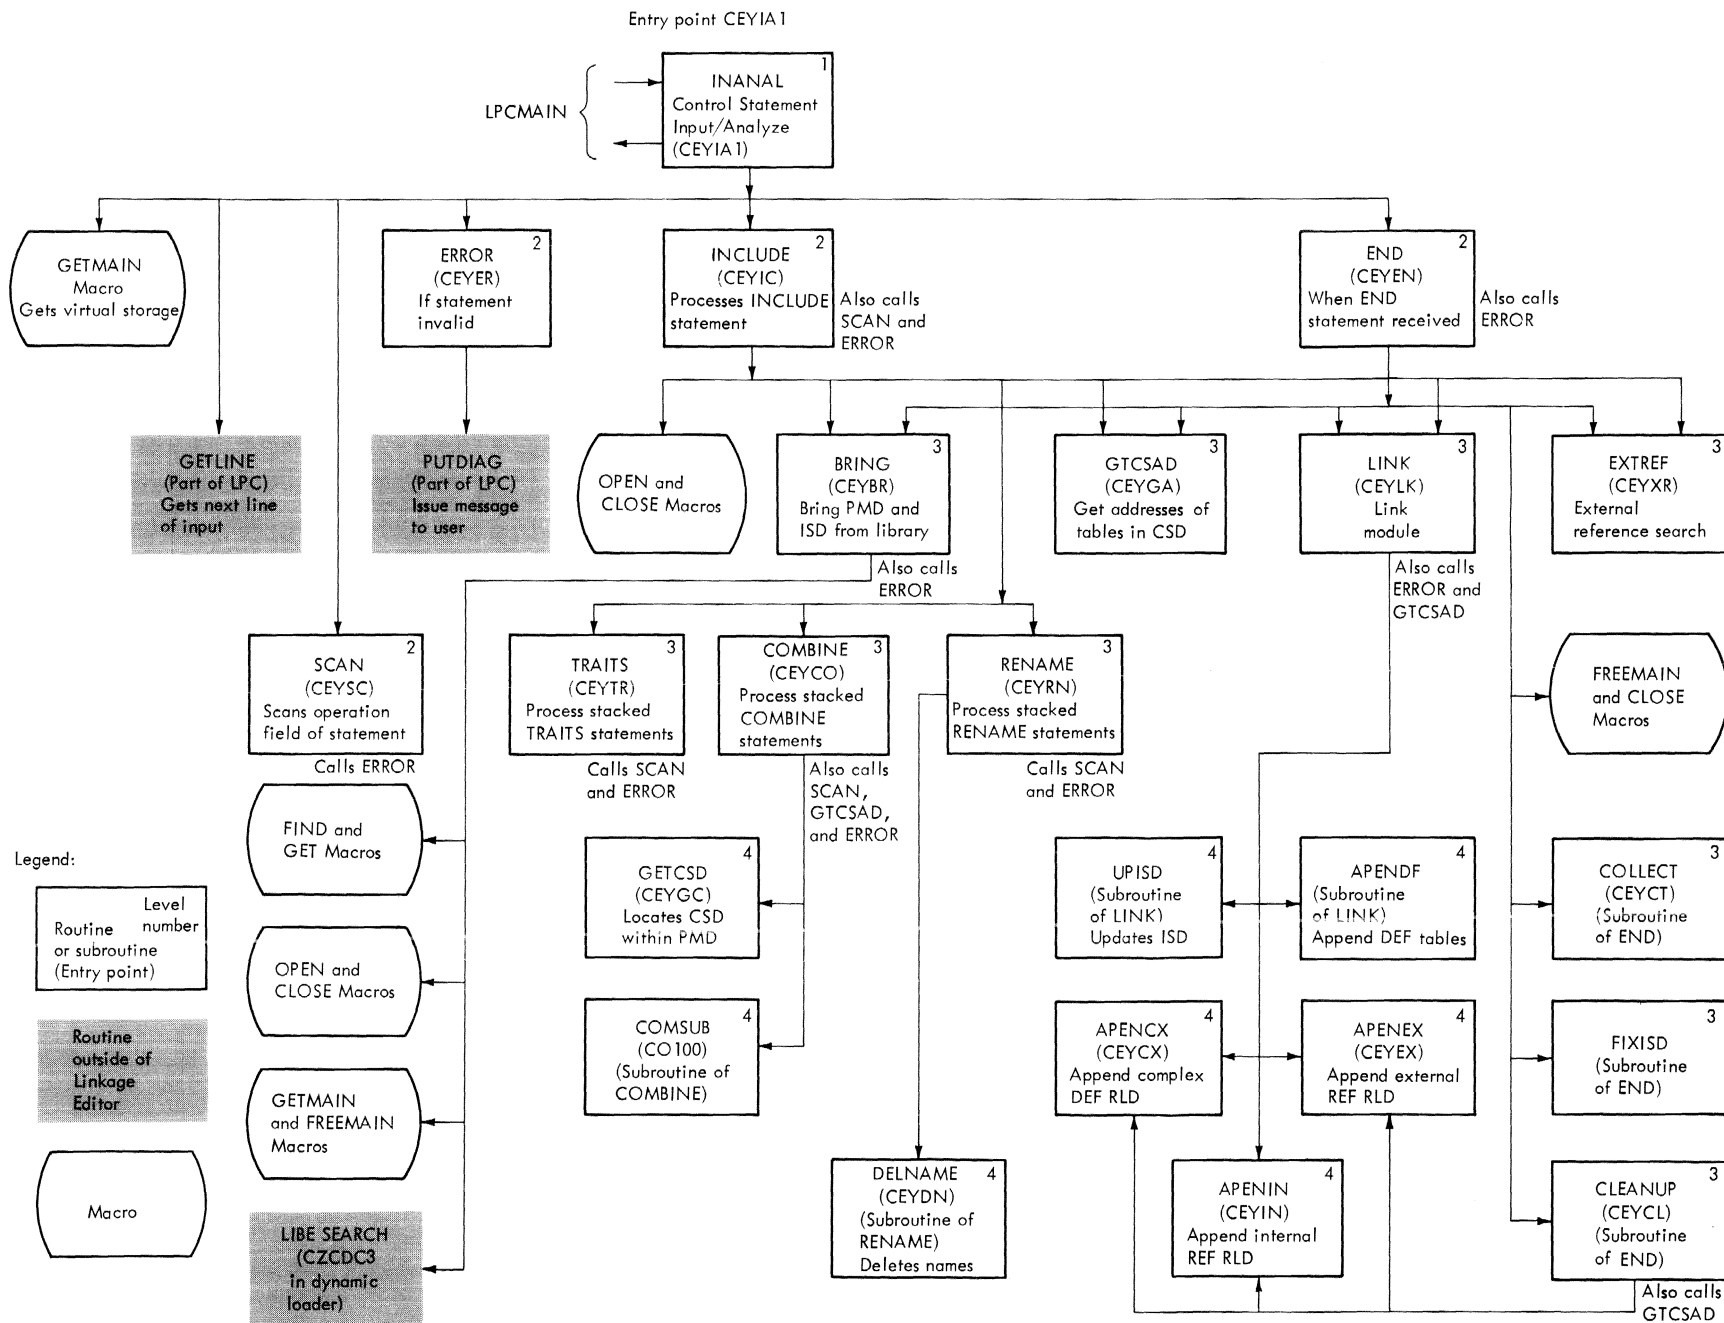 Entry point CEYIA1
LPCMAIN
1
INANAL
Control Statement
Input/Analyze
(CEYIA1)
GETMAIN
Macro
Gets virtual storage
2
ERROR
(CEYER)
If statement
invalid
2
INCLUDE
(CEYIC)
Processes INCLUDE
statement
Also calls
SCAN and
ERROR
2
END
(CEYEN)
When END
statement received
Also calls
ERROR
GETLINE
(Part of LPC)
Gets next line
of input
PUTDIAG
(Part of LPC)
Issue message
to user
OPEN and
CLOSE Macros
3
BRING
(CEYBR)
Bring PMD and
ISD from library
Also calls
ERROR
3
GTCSAD
(CEYGA)
Get addresses of
tables in CSD
3
LINK
(CEYLK)
Link
module
Also calls
ERROR and
GTCSAD
3
EXTREF
(CEYXR)
External
reference search
2
SCAN
(CEYSC)
Scans operation
field of statement
Calls ERROR
3
TRAITS
(CEYTR)
Process stacked
TRAITS statements
Calls SCAN
and ERROR
3
COMBINE
(CEYCO)
Process stacked
COMBINE
statements
Also calls
SCAN,
GTCSAD,
and ERROR
3
RENAME
(CEYRN)
Process stacked
RENAME statements
Calls SCAN
and ERROR
FREEMAIN
and CLOSE
Macros
FIND and
GET Macros
OPEN and
CLOSE Macros
GETMAIN
and FREEMAIN
Macros
LIBE SEARCH
(CZCDC3
in dynamic
loader)
4
GETCSD
(CEYGC)
Locates CSD
within PMD
4
COMSUB
(CO100)
(Subroutine of
COMBINE)
4
DELNAME
(CEYDN)
(Subroutine of
RENAME)
Deletes names
4
UPISD
(Subroutine
of LINK)
Updates ISD
4
APENDF
(Subroutine
of LINK)
Append DEF tables
4
APENCX
(CEYCX)
Append complex
DEF RLD
4
APENEX
(CEYEX)
Append external
REF RLD
4
APENIN
(CEYIN)
Append internal
REF RLD
3
COLLECT
(CEYCT)
(Subroutine
of END)
3
FIXISD
(Subroutine
of END)
3
CLEANUP
(CEYCL)
(Subroutine
of END)
Also calls
GTCSAD
Legend:
Level
number
Routine
or subroutine
(Entry point)
Routine
outside of
Linkage
Editor
Macro